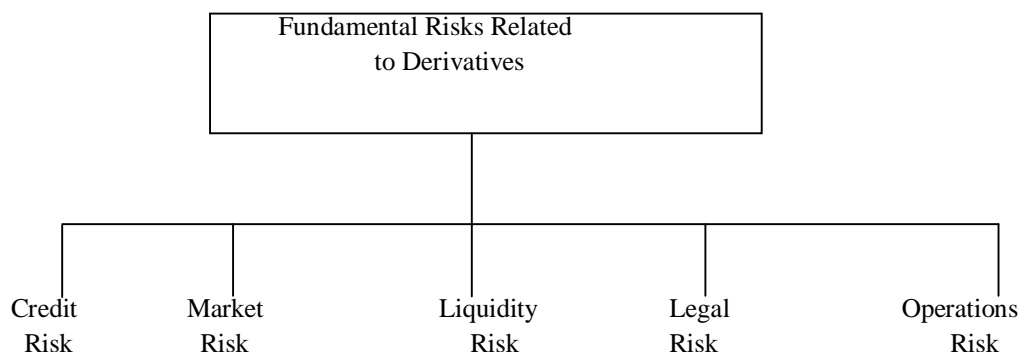 Fundamental Risks Related
to Derivatives
Credit
Risk
Market
Risk
Liquidity
Risk
Legal
Risk
Operations
Risk